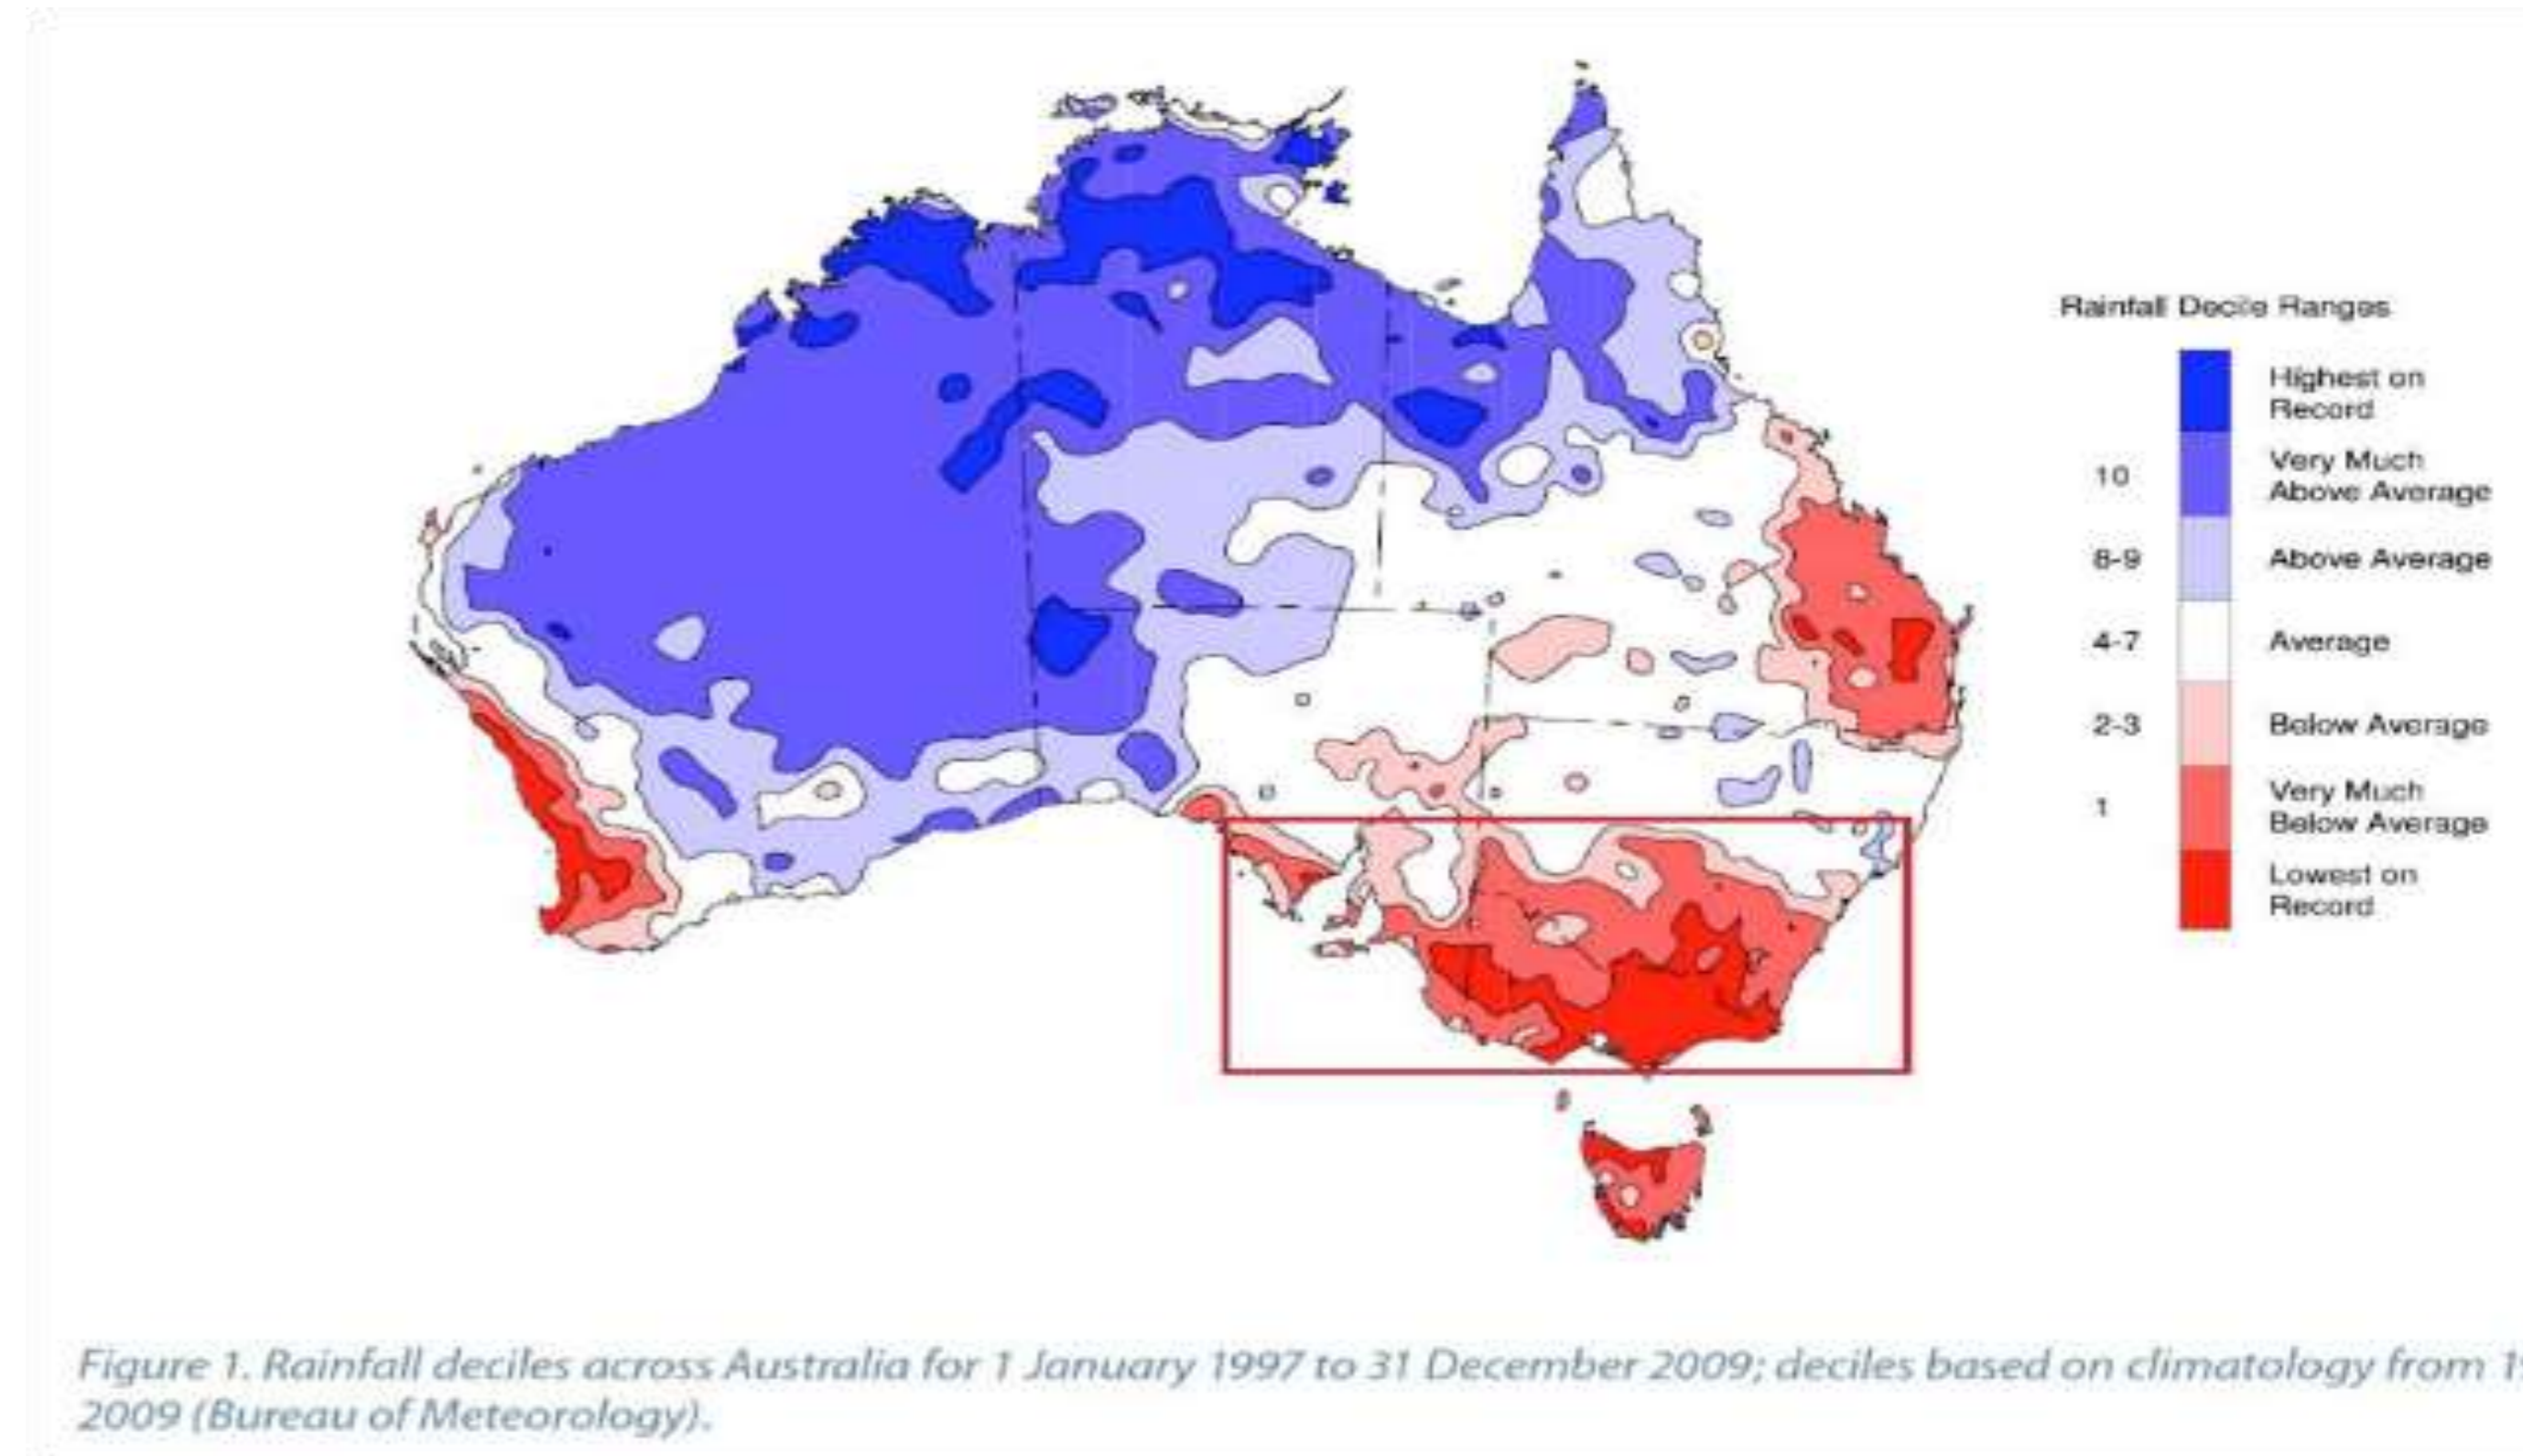 Rainfall Decile Ranges
Highest on
Record
10
Very Much
Above Average
8-9
Above Average
4-7
Average
2-3
Below Average
1
Very Much
Below Average
Lowest on
Record
Figure 1. Rainfall deciles across Australia for 1 January 1997 to 31 December 2009; deciles based on climatology from
2009 (Bureau of Meteorology).